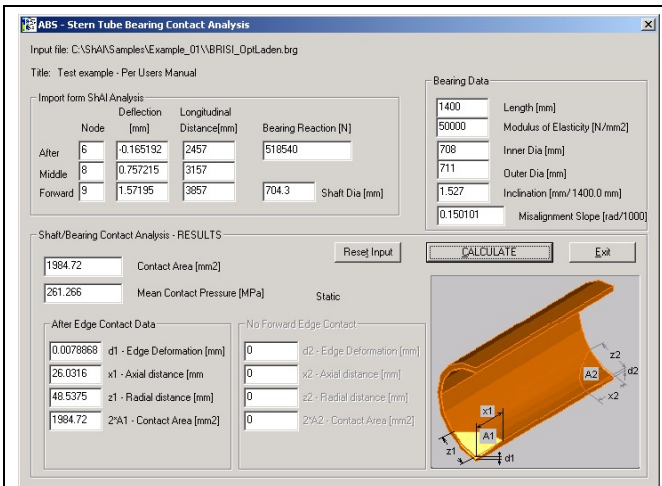 ABS - Stern Tube Bearing Contact Analysis
Input file: C:\ShAI\Samples\Example_01\\BRISI_OptLaden.brg
Title: Test example - Per Users Manual
Import form ShAI Analysis
Deflection Longitudinal
Node [mm] Distance[mm] Bearing Reaction [N]
After 6 -0.165192 2457 518540
Middle 8 0.757215 3157
Forward 9 1.57195 3857 704.3 Shaft Dia [mm]
Bearing Data
1400 Length [mm]
50000 Modulus of Elasticity [N/mm2]
708 Inner Dia [mm]
711 Outer Dia [mm]
1.527 Inclination [mm/ 1400.0 mm]
0.150101 Misalignment Slope [rad/1000]
Shaft/Bearing Contact Analysis - RESULTS
Reset Input CALCULATE Exit
1984.72 Contact Area [mm2]
261.266 Mean Contact Pressure [MPa] Static
After Edge Contact Data
0.0078868 d1 - Edge Deformation [mm]
26.0316 x1 - Axial distance [mm
48.5375 z1 - Radial distance [mm]
1984.72 2*A1 - Contact Area [mm2]
No Forward Edge Contact
0 d2 - Edge Deformation [mm]
0 x2 - Axial distance [mm]
0 z2 - Radial distance [mm]
0 2*A2 - Contact Area [mm2]
z2
A2 d2
x2
x1
A1
z1 d1